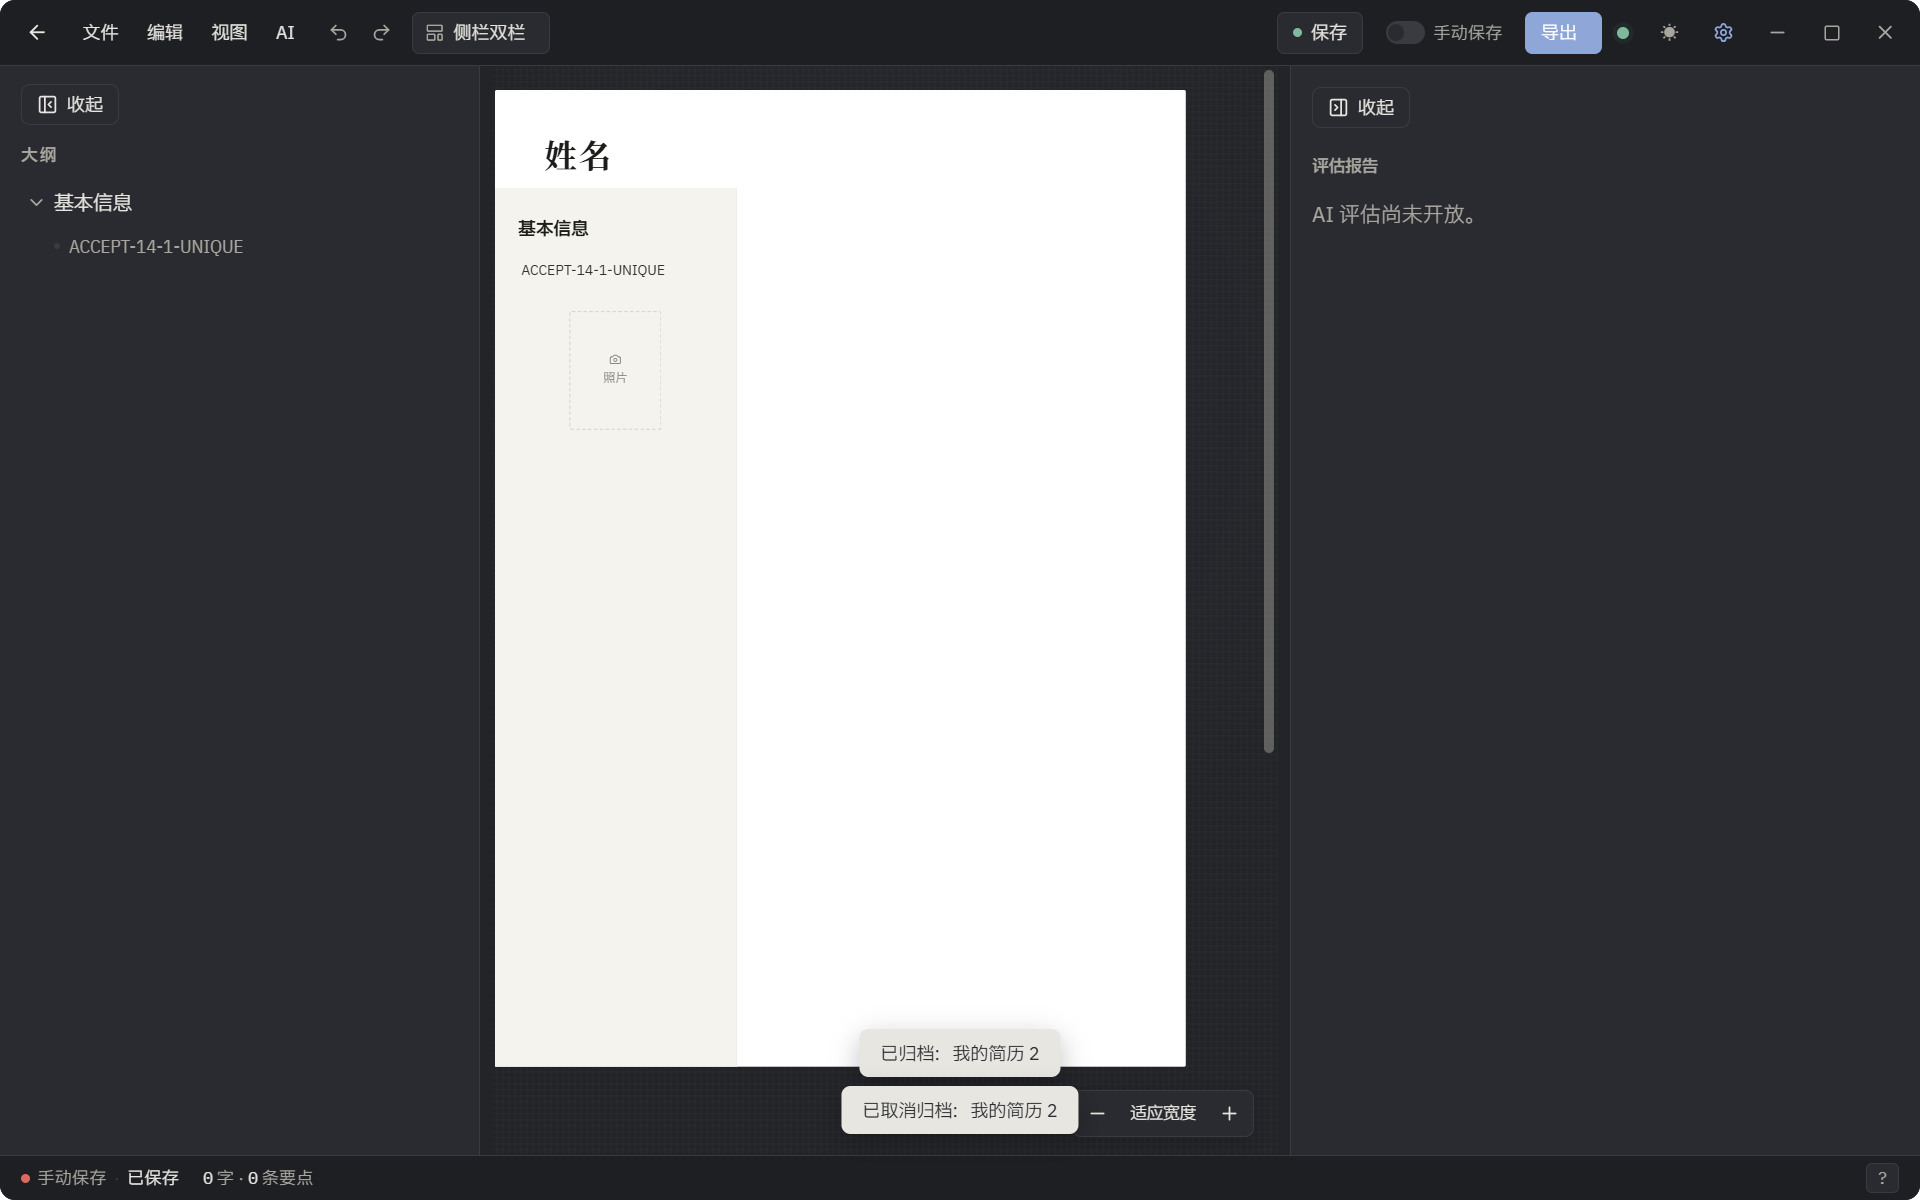 文件 编辑 视图 AI 侧栏双栏 保存 手动保存 导出
收起
大纲
基本信息
ACCEPT-14-1-UNIQUE
姓名
基本信息
ACCEPT-14-1-UNIQUE
照片
收起
评估报告
AI 评估尚未开放。
已归档：我的简历 2
已取消归档：我的简历 2
适应宽度
手动保存 · 已保存 0 字 · 0 条要点
?